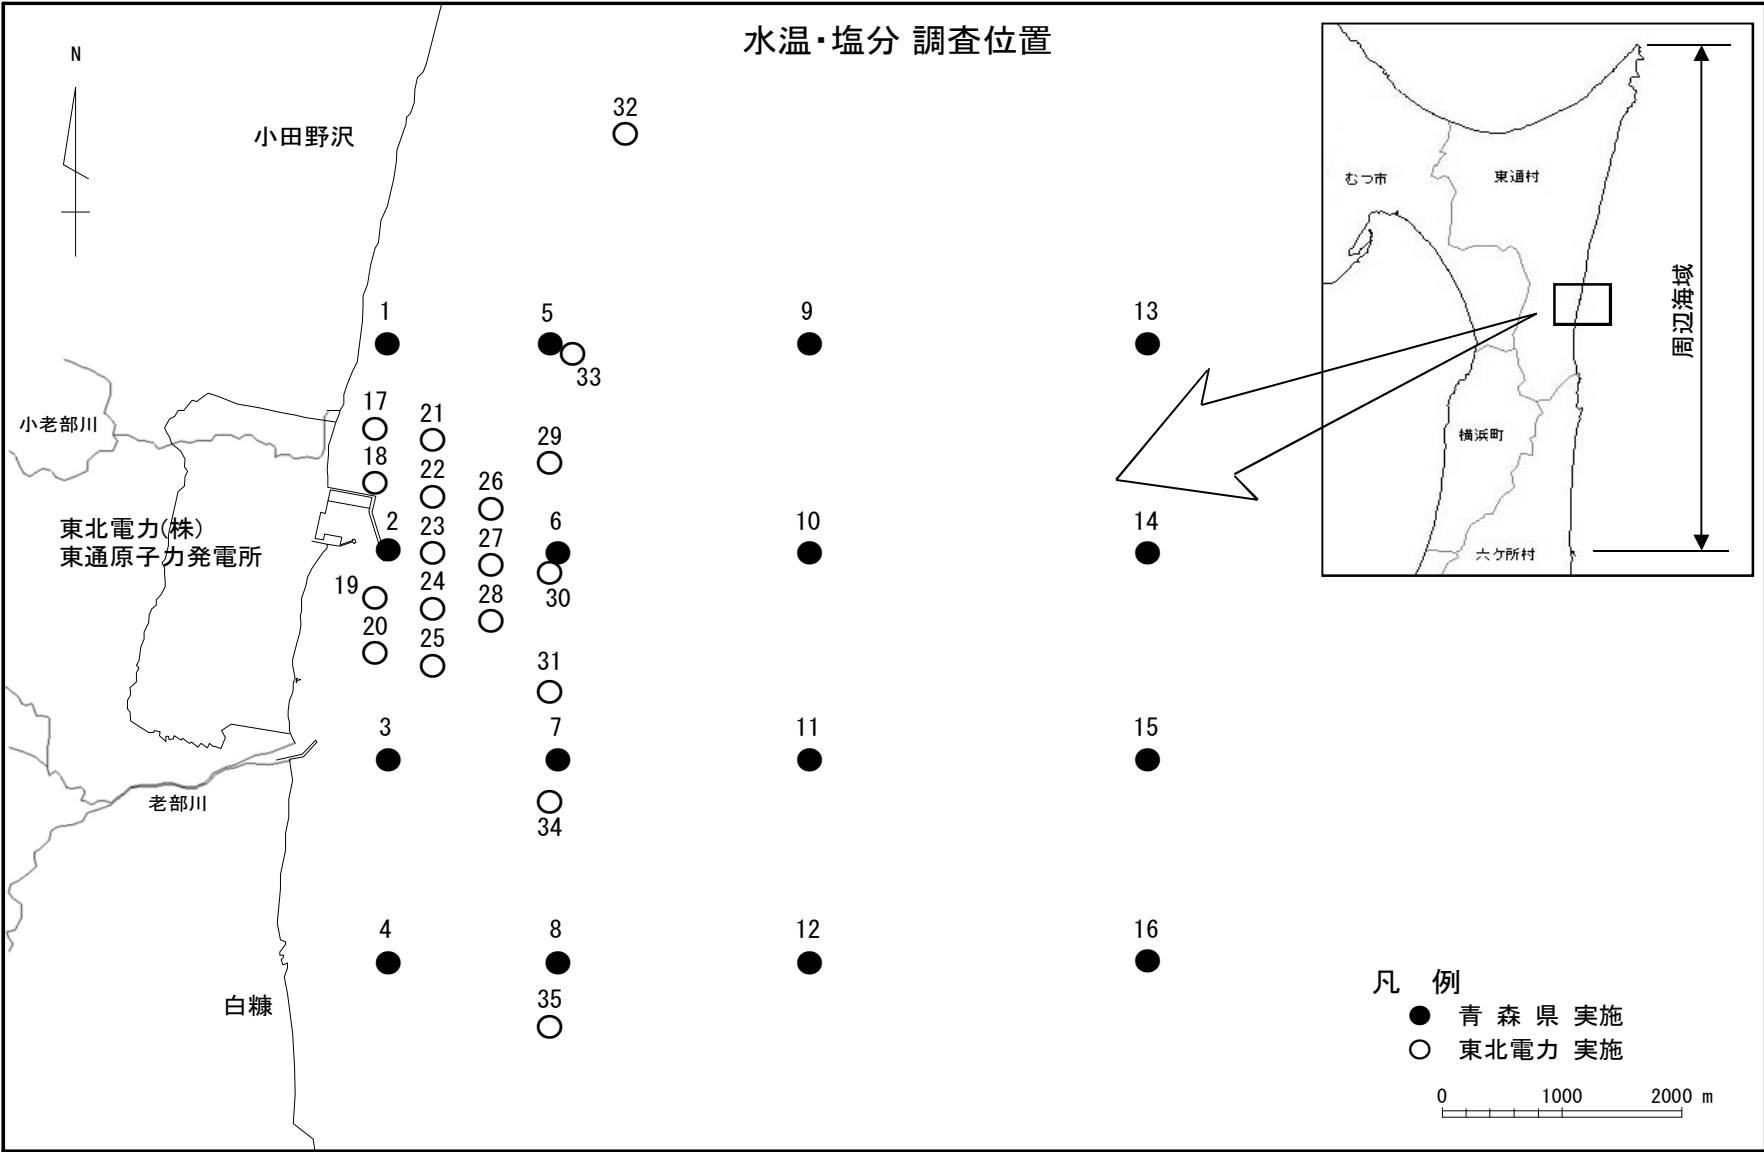 水温・塩分 調査位置
N
小田野沢
32
むつ市
東通村
周辺海域
横浜町
六ケ所村
1
5
9
13
33
17
21
小老部川
18
22
29
26
東北電力(株)
東通原子力発電所
2
23
27
6
10
14
19
24
28
30
20
25
31
3
7
11
15
老部川
34
4
8
12
16
白糠
35
凡 例
● 青 森 県 実施
○ 東北電力 実施
0 1000 2000 m